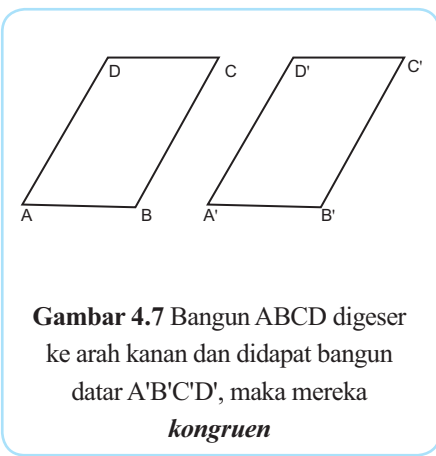 D C D' C'
A B A' B'
Gambar 4.7 Bangun ABCD digeser
ke arah kanan dan didapat bangun
datar A'B'C'D', maka mereka
kongruen